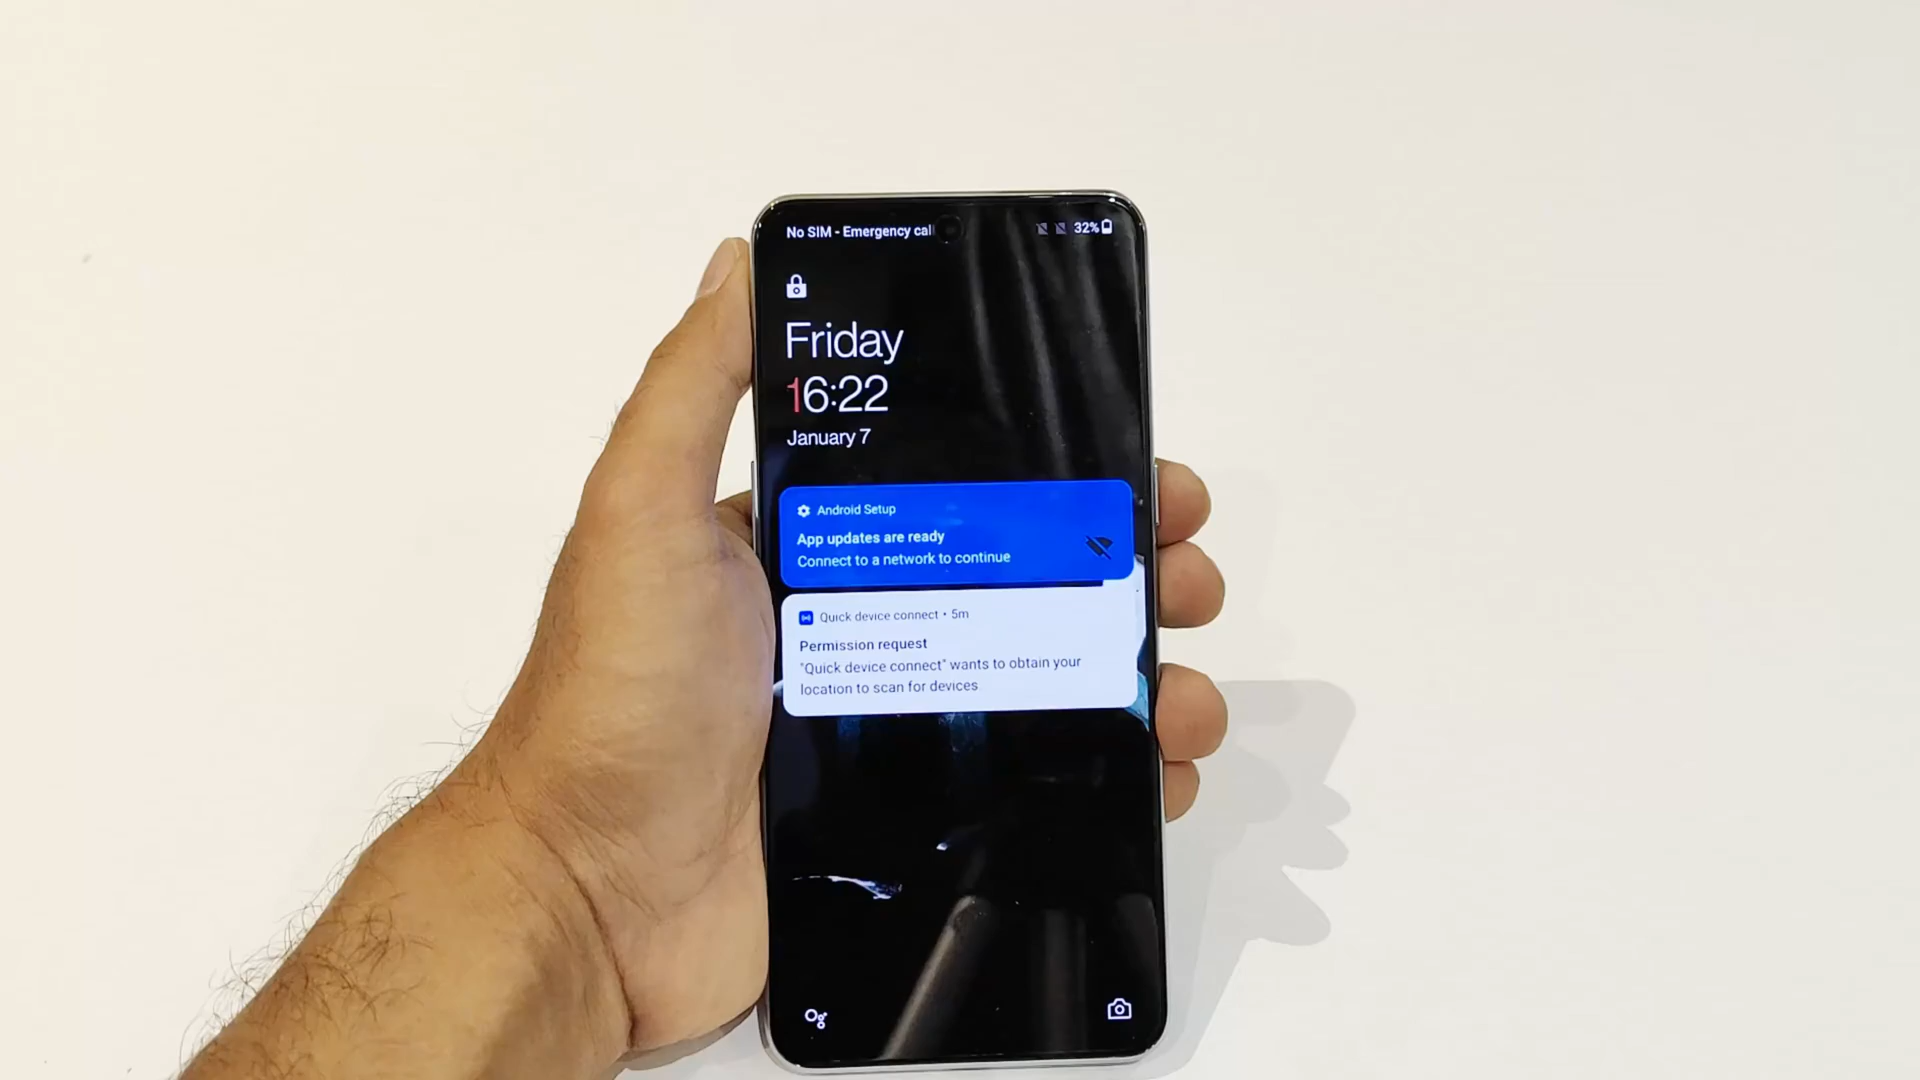 No SIM - Emergency cal
32%
Friday
16:22
January 7
Android Setup
App updates are ready
Connect to a network to continue
Quick device connect • 5m
Permission request
"Quick device connect" wants to obtain your
location to scan for devices